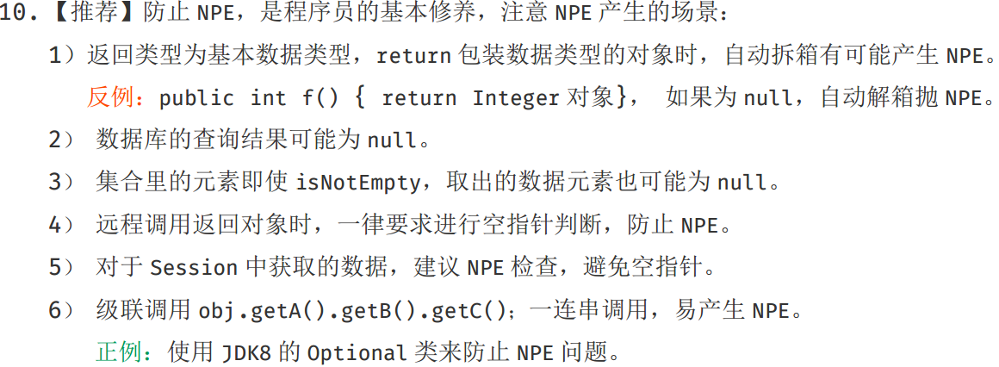 10.【推荐】防止 NPE，是程序员的基本修养，注意 NPE 产生的场景：
1）返回类型为基本数据类型，return 包装数据类型的对象时，自动拆箱有可能产生 NPE。
反例：public int f() { return Integer 对象}， 如果为 null，自动解箱抛 NPE。
2） 数据库的查询结果可能为 null。
3） 集合里的元素即使 isNotEmpty，取出的数据元素也可能为 null。
4） 远程调用返回对象时，一律要求进行空指针判断，防止 NPE。
5） 对于 Session 中获取的数据，建议 NPE 检查，避免空指针。
6） 级联调用 obj.getA().getB().getC()；一连串调用，易产生 NPE。
正例：使用 JDK8 的 Optional 类来防止 NPE 问题。